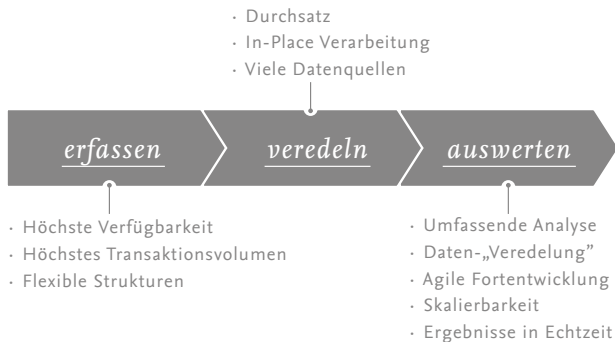 · Durchsatz
· In-Place Verarbeitung
· Viele Datenquellen
erfassen
veredeln
auswerten
· Höchste Verfügbarkeit
· Höchstes Transaktionsvolumen
· Flexible Strukturen
· Umfassende Analyse
· Daten-„Veredelung”
· Agile Fortentwicklung
· Skalierbarkeit
· Ergebnisse in Echtzeit